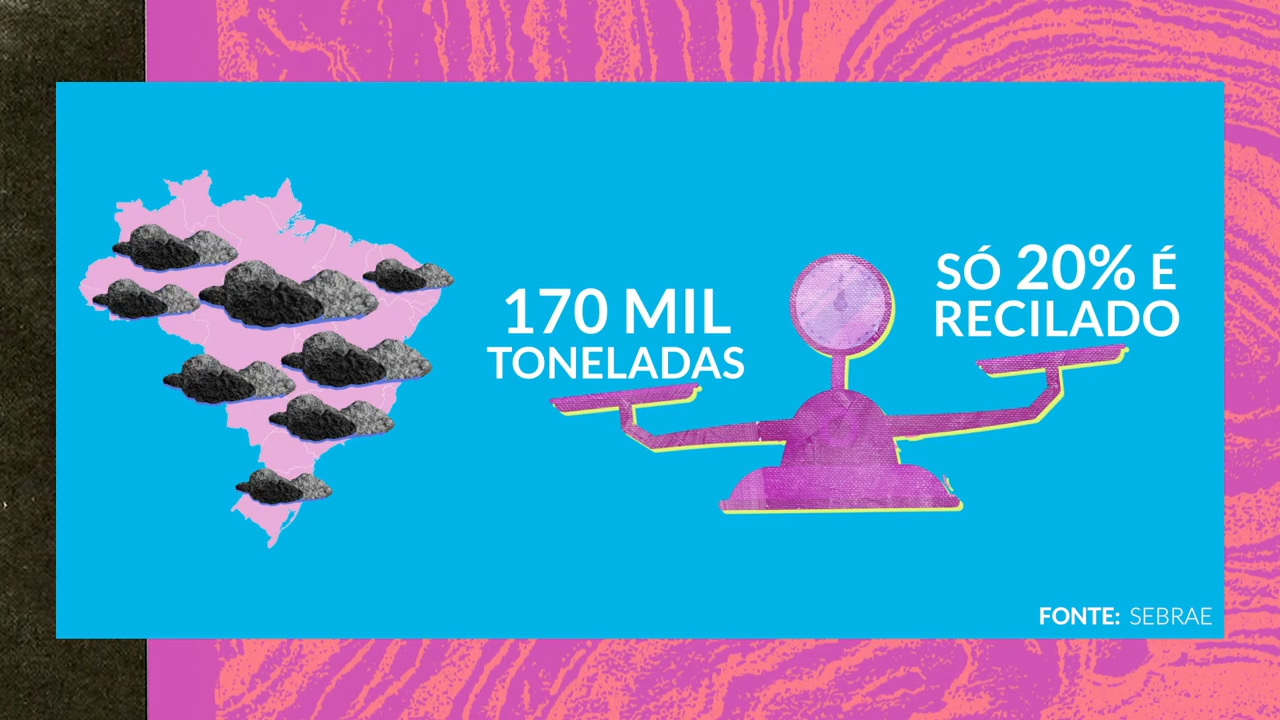 170 MIL
TONELADAS
SÓ 20% É
RECILADO
FONTE: SEBRAE